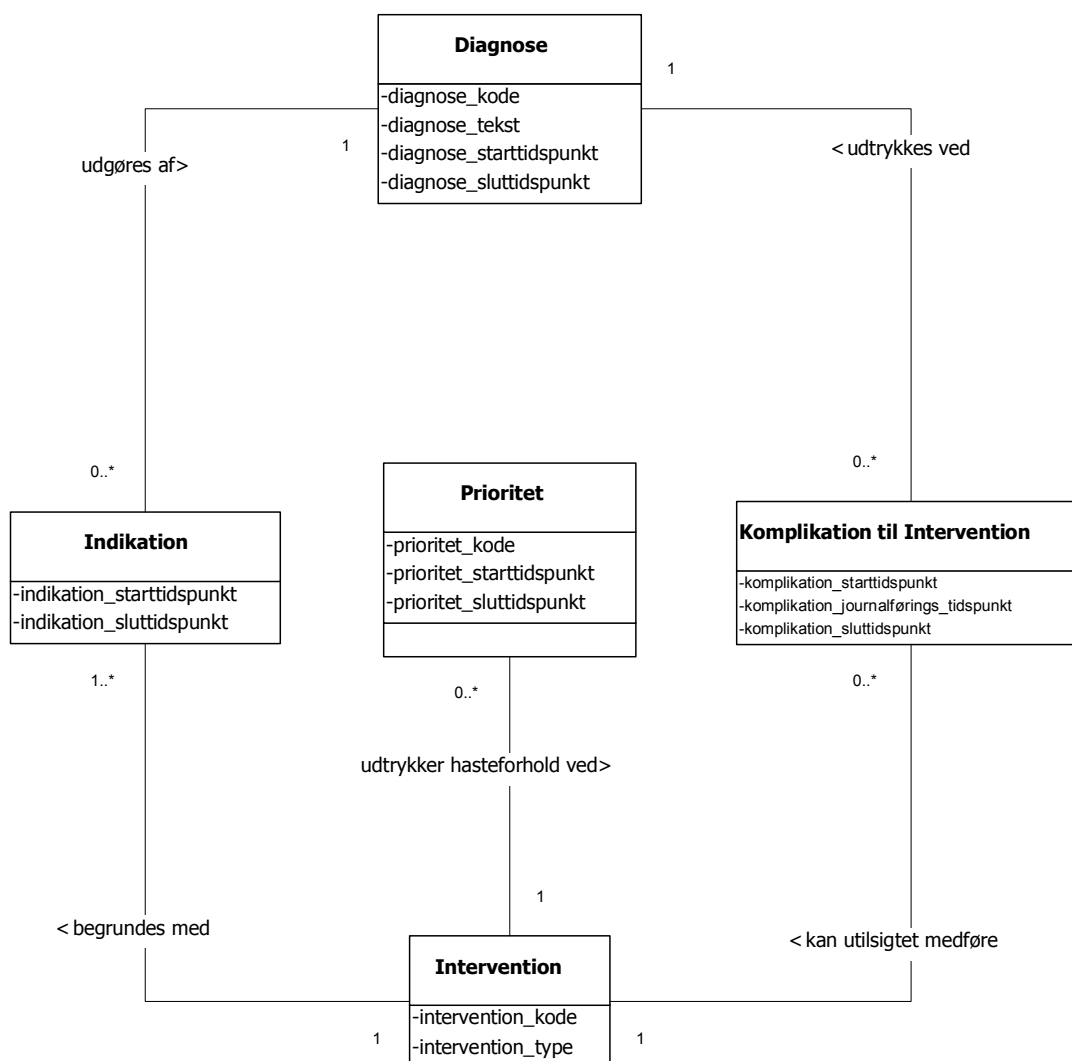 Diagnose
-diagnose_kode
-diagnose_tekst
-diagnose_starttidspunkt
-diagnose_sluttidspunkt
1
1
udgøres af>
< udtrykkes ved
0..*
0..*
Indikation
-indikation_starttidspunkt
-indikation_sluttidspunkt
Prioritet
-prioritet_kode
-prioritet_starttidspunkt
-prioritet_sluttidspunkt
Komplikation til Intervention
-komplikation_starttidspunkt
-komplikation_journalførings_tidspunkt
-komplikation_sluttidspunkt
1..*
0..*
0..*
udtrykker hasteforhold ved>
1
< begrundes med
< kan utilsigtet medføre
Intervention
-intervention_kode
-intervention_type
1
1